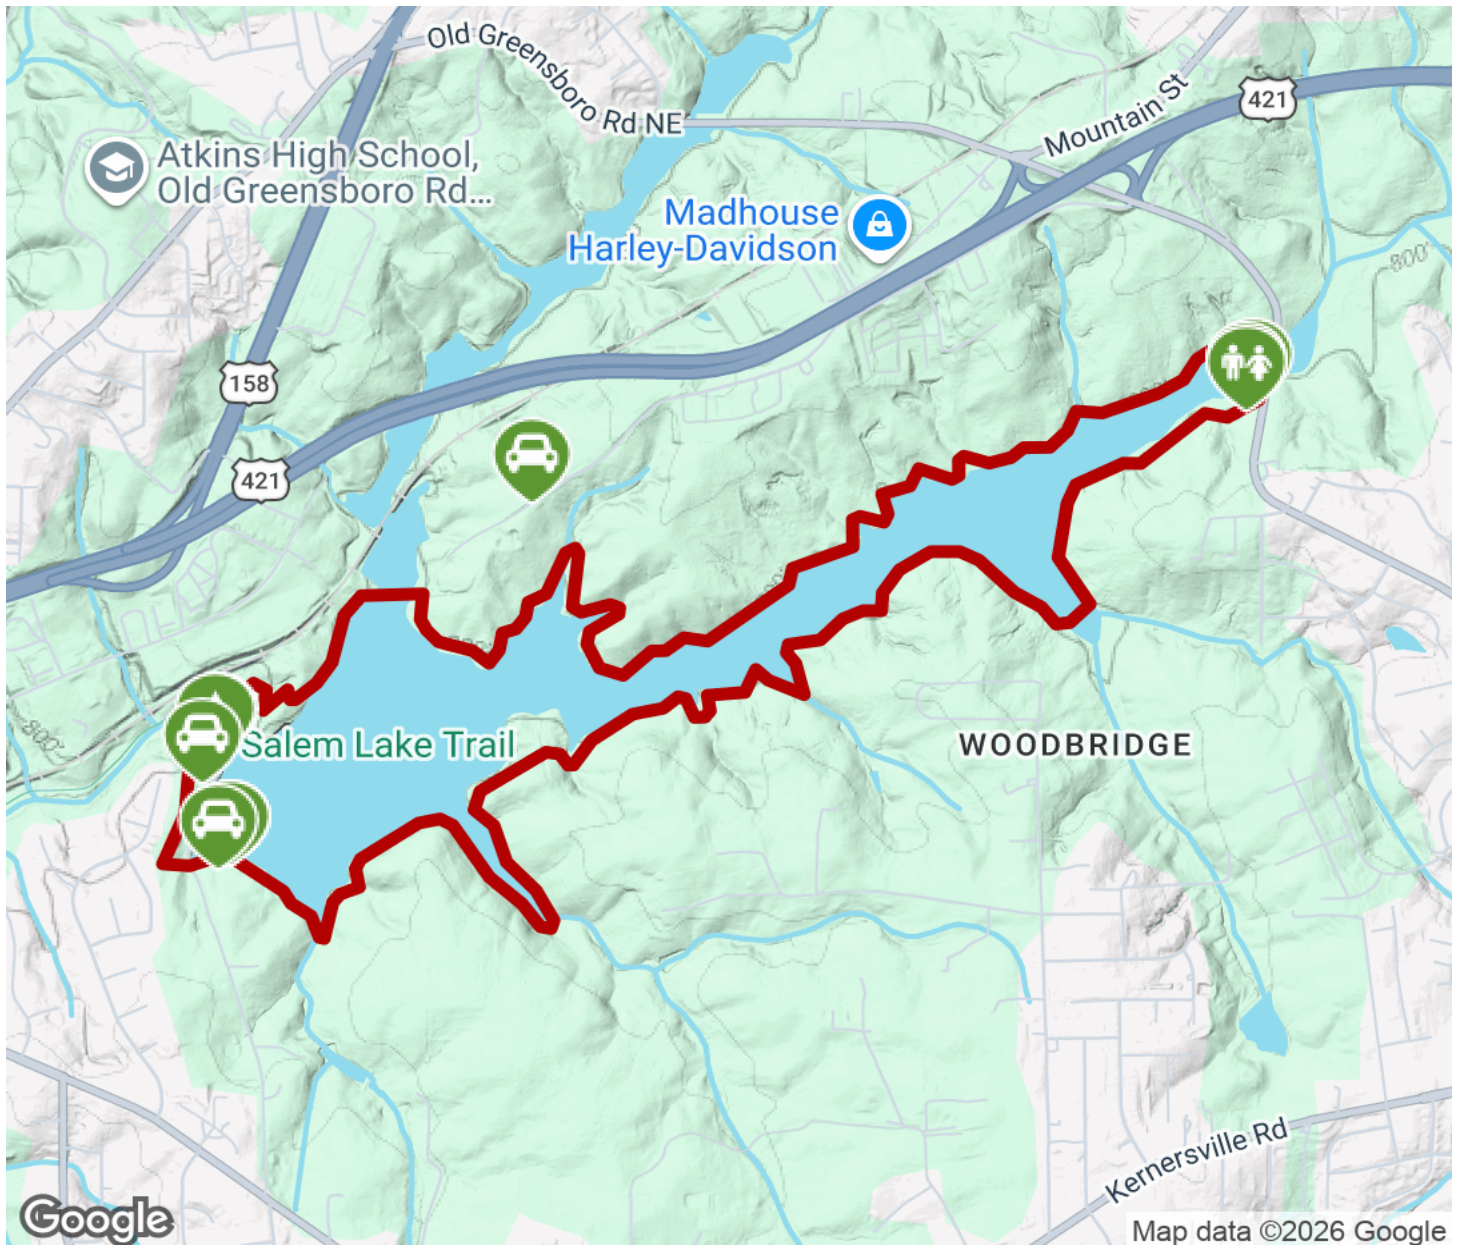 Old Greensboro Rd NE
Mountain St
421
Atkins High School,
Old Greensboro Rd...
Madhouse
Harley-Davidson
800'
158
421
800'
Salem Lake Trail
WOODBRIDGE
Kernersville Rd
Google
Map data ©2026 Google